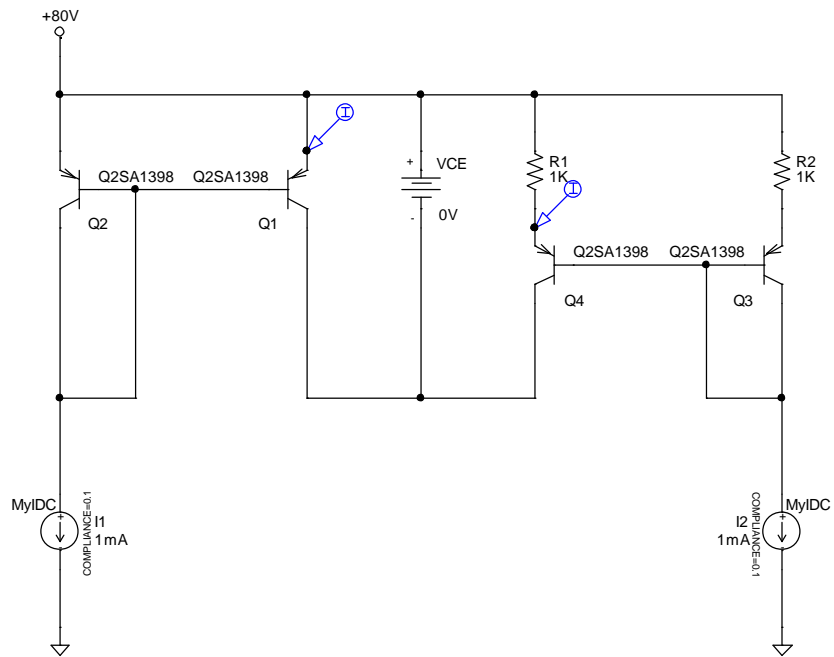 +80V
I
VCE
R1
1K
R2
1K
+
Q2SA1398
Q2SA1398
I
-
0V
Q2
Q1
Q2SA1398
Q2SA1398
Q4
Q3
MyIDC
+
I1
1mA
-
COMPLIANCE=0.1
MyIDC
+
I2
1mA
-
COMPLIANCE=0.1